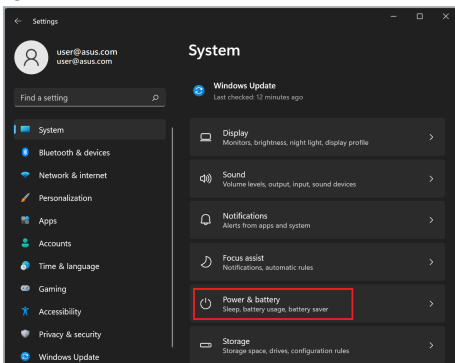 Settings
user@asus.com
user@asus.com
Find a setting
System
Bluetooth & devices
Network & internet
Personalization
Apps
Accounts
Time & language
Gaming
Accessibility
Privacy & security
Windows Update
System
Windows Update
Last checked: 12 minutes ago
Display
Monitors, brightness, night light, display profile
Sound
Volume levels, output, input, sound devices
Notifications
Alerts from apps and system
Focus assist
Notifications, automatic rules
Power & battery
Sleep, battery usage, battery saver
Storage
Storage space, drives, configuration rules